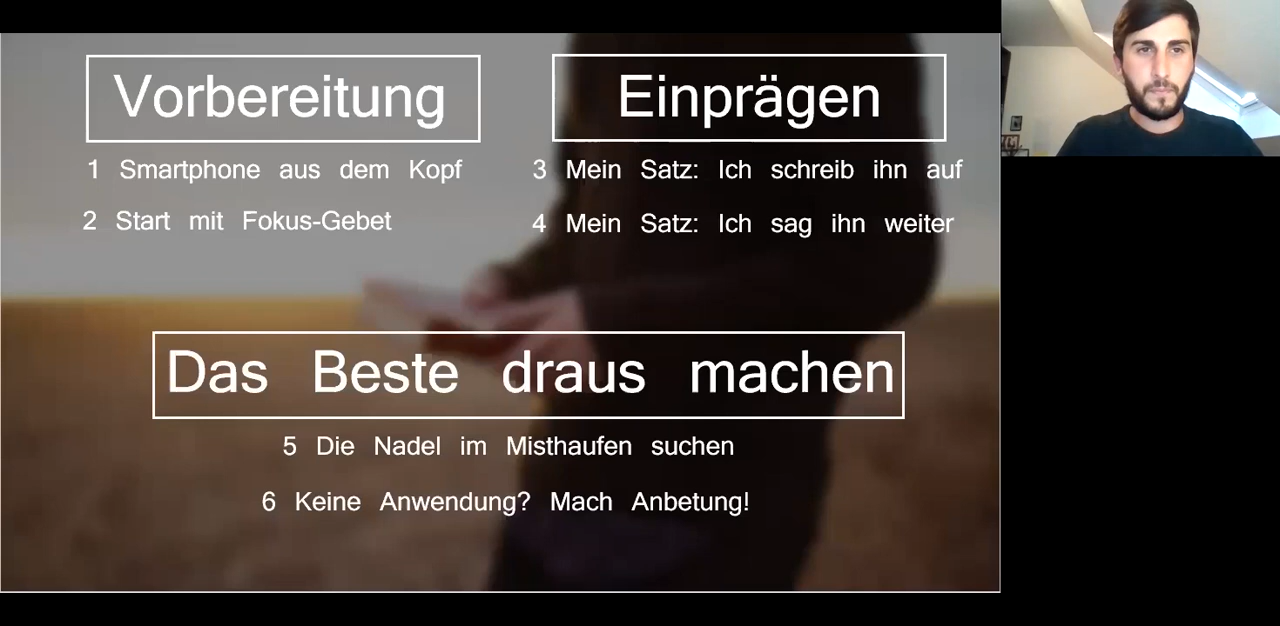 Vorbereitung
1 Smartphone aus dem Kopf
2 Start mit Fokus-Gebet
Einprägen
3 Mein Satz: Ich schreib ihn auf
4 Mein Satz: Ich sag ihn weiter
Das Beste draus machen
5 Die Nadel im Misthaufen suchen
6 Keine Anwendung? Mach Anbetung!